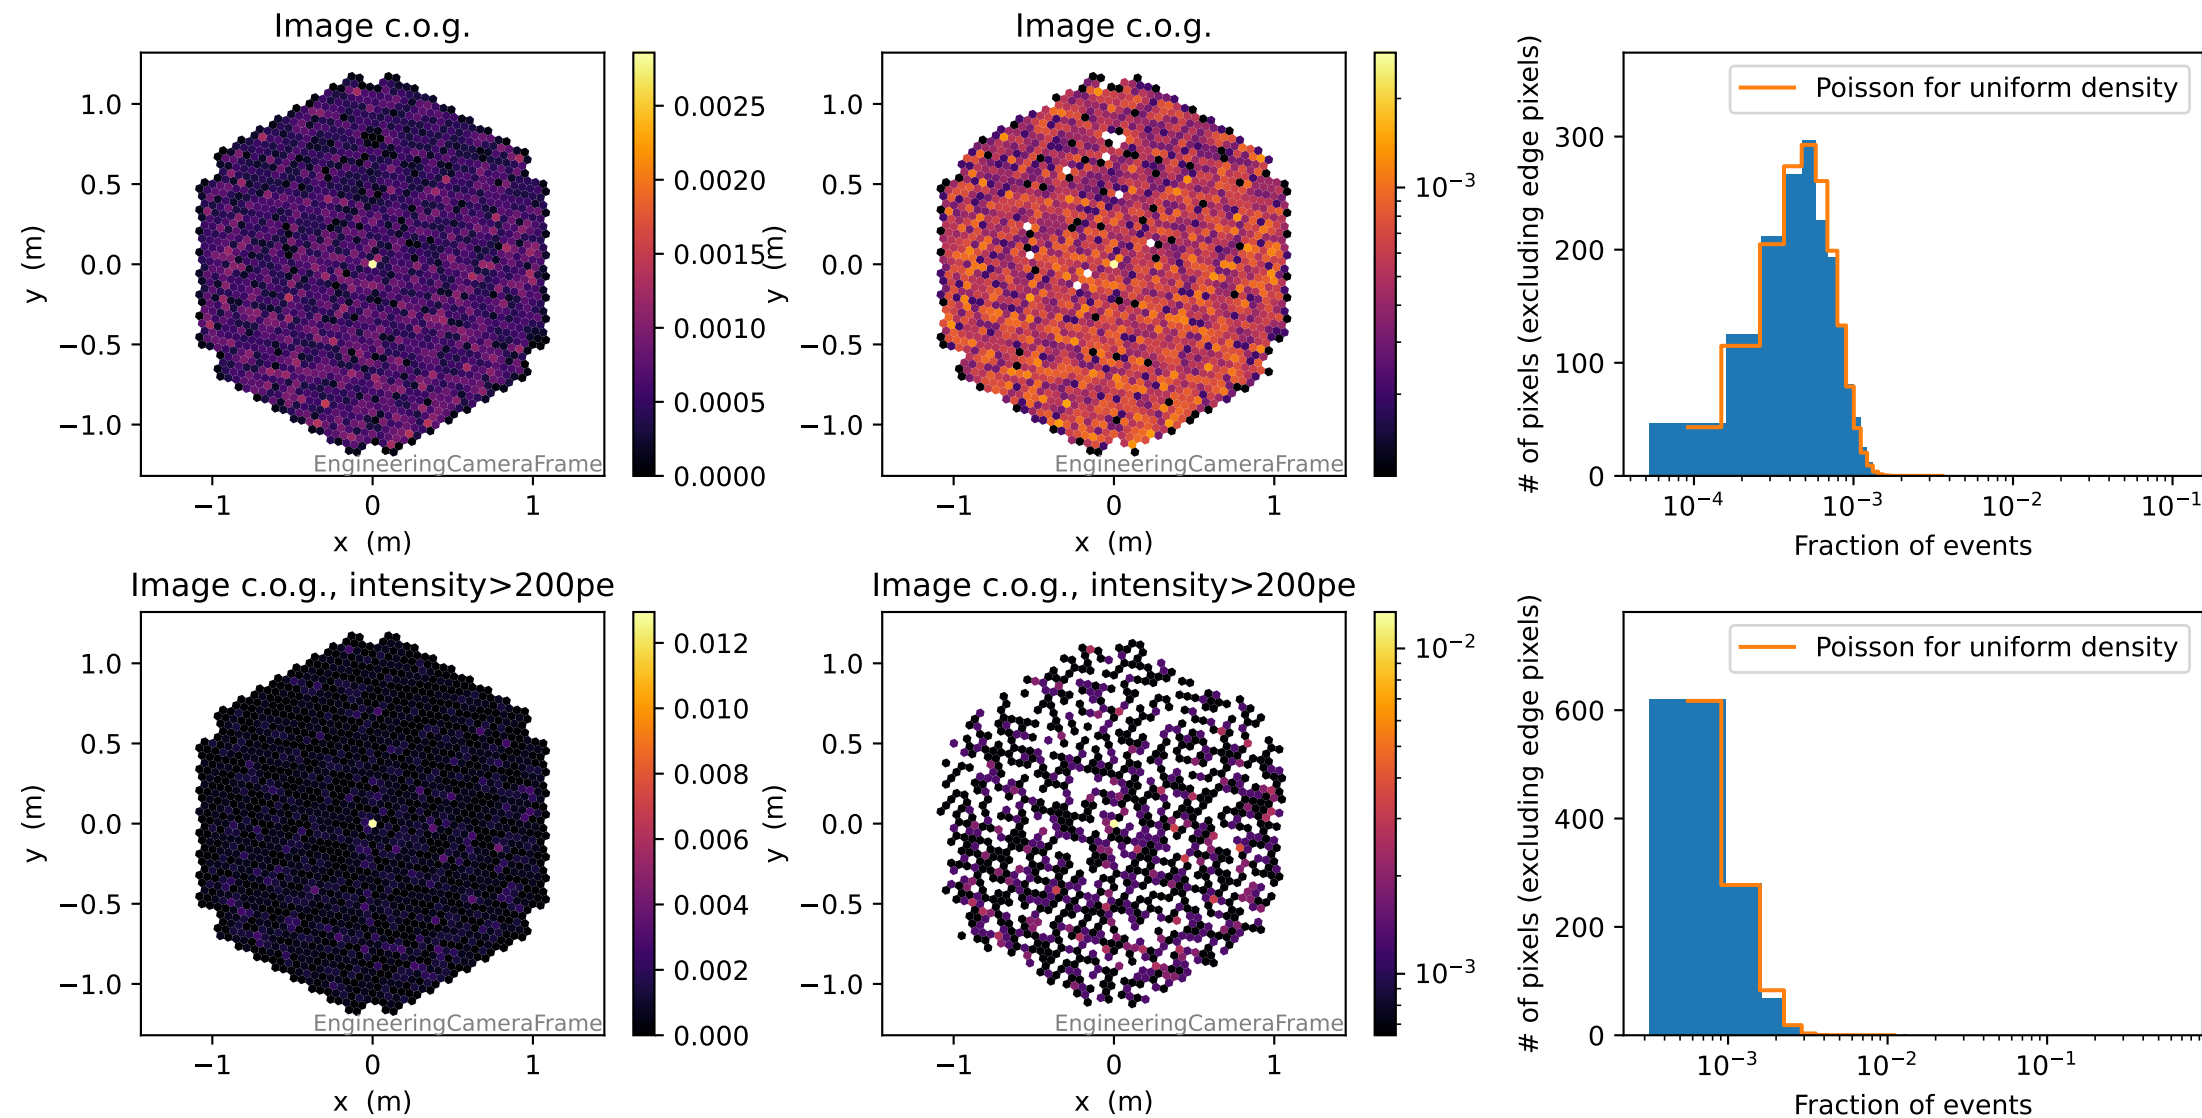 Image c.o.g.
1.0
0.5
0.0
−0.5
−1.0
y (m)
−1
0
1
x (m)
EngineeringCameraFrame
0.0025
0.0020
0.0015
0.0010
0.0005
0.0000
Image c.o.g.
1.0
0.5
0.0
−0.5
−1.0
y (m)
−1
0
1
x (m)
EngineeringCameraFrame
10⁻³
Poisson for uniform density
300
200
100
0
# of pixels (excluding edge pixels)
10⁻⁴
10⁻³
10⁻²
10⁻¹
Fraction of events
Image c.o.g., intensity>200pe
1.0
0.5
0.0
−0.5
−1.0
y (m)
−1
0
1
x (m)
EngineeringCameraFrame
0.012
0.010
0.008
0.006
0.004
0.002
0.000
Image c.o.g., intensity>200pe
1.0
0.5
0.0
−0.5
−1.0
y (m)
−1
0
1
x (m)
EngineeringCameraFrame
10⁻²
10⁻³
Poisson for uniform density
600
400
200
0
# of pixels (excluding edge pixels)
10⁻³
10⁻²
10⁻¹
Fraction of events